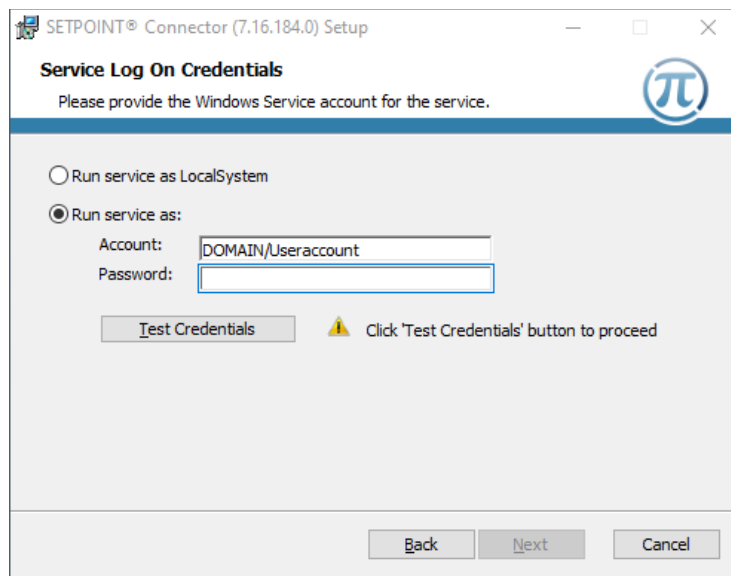 SETPOINT® Connector (7.16.184.0) Setup
Service Log On Credentials
Please provide the Windows Service account for the service.
π
Run service as LocalSystem
Run service as:
Account: DOMAIN/Useraccount
Password:
Test Credentials Click 'Test Credentials' button to proceed
Back Next Cancel